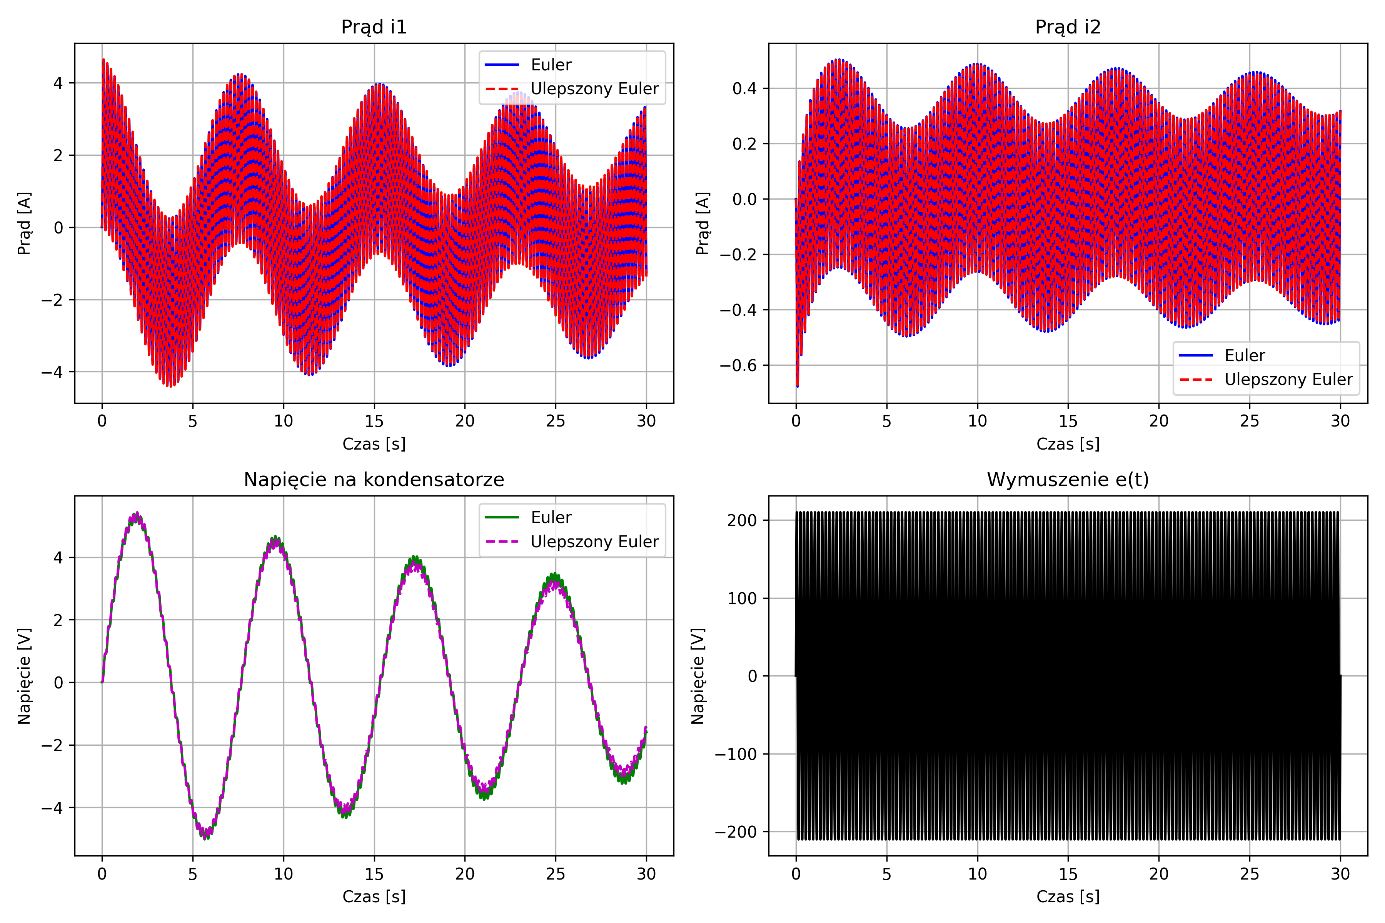 Prąd i1
Prąd [A]
4
2
0
−2
−4
0 5 10 15 20 25 30
Czas [s]
Euler
Ulepszony Euler
Prąd i2
Prąd [A]
0.4
0.2
0.0
−0.2
−0.4
−0.6
0 5 10 15 20 25 30
Czas [s]
Euler
Ulepszony Euler
Napięcie na kondensatorze
Napięcie [V]
4
2
0
−2
−4
0 5 10 15 20 25 30
Czas [s]
Euler
Ulepszony Euler
Wymuszenie e(t)
Napięcie [V]
200
100
0
−100
−200
0 5 10 15 20 25 30
Czas [s]